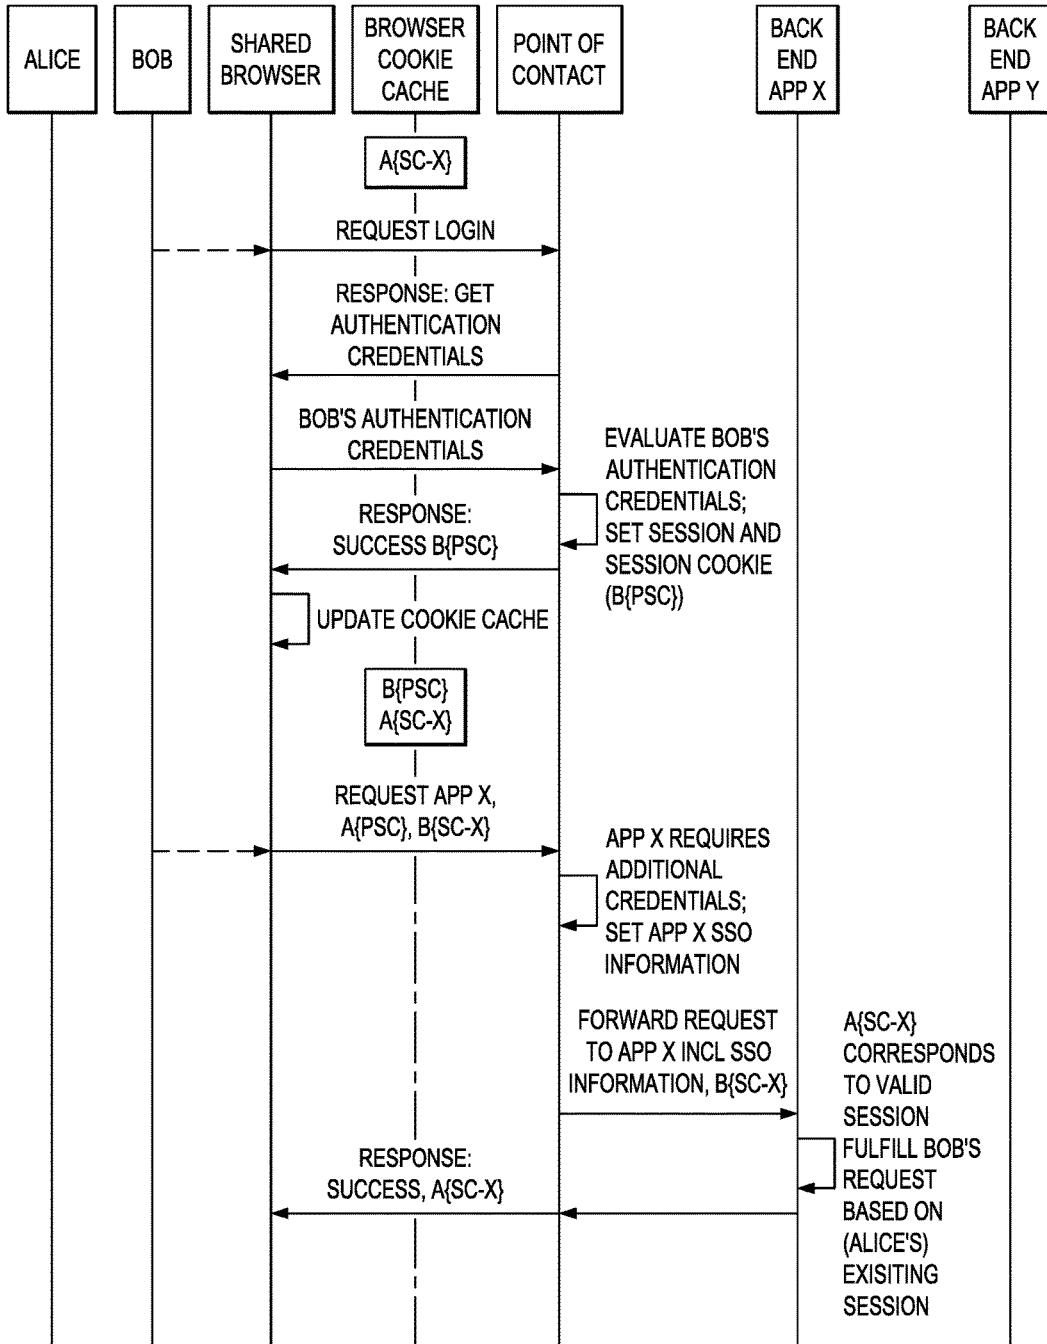 ALICE
BOB
SHARED
BROWSER
BROWSER
COOKIE
CACHE
POINT OF
CONTACT
BACK
END
APP X
BACK
END
APP Y
A{SC-X}
REQUEST LOGIN
RESPONSE: GET
AUTHENTICATION
CREDENTIALS
BOB'S AUTHENTICATION
CREDENTIALS
EVALUATE BOB'S
AUTHENTICATION
CREDENTIALS;
SET SESSION AND
SESSION COOKIE
(B{PSC})
RESPONSE:
SUCCESS B{PSC}
UPDATE COOKIE CACHE
B{PSC}
A{SC-X}
REQUEST APP X,
A{PSC}, B{SC-X}
APP X REQUIRES
ADDITIONAL
CREDENTIALS;
SET APP X SSO
INFORMATION
FORWARD REQUEST
TO APP X INCL SSO
INFORMATION, B{SC-X}
A{SC-X}
CORRESPONDS
TO VALID
SESSION
FULFILL BOB'S
REQUEST
BASED ON
(ALICE'S)
EXISITING
SESSION
RESPONSE:
SUCCESS, A{SC-X}